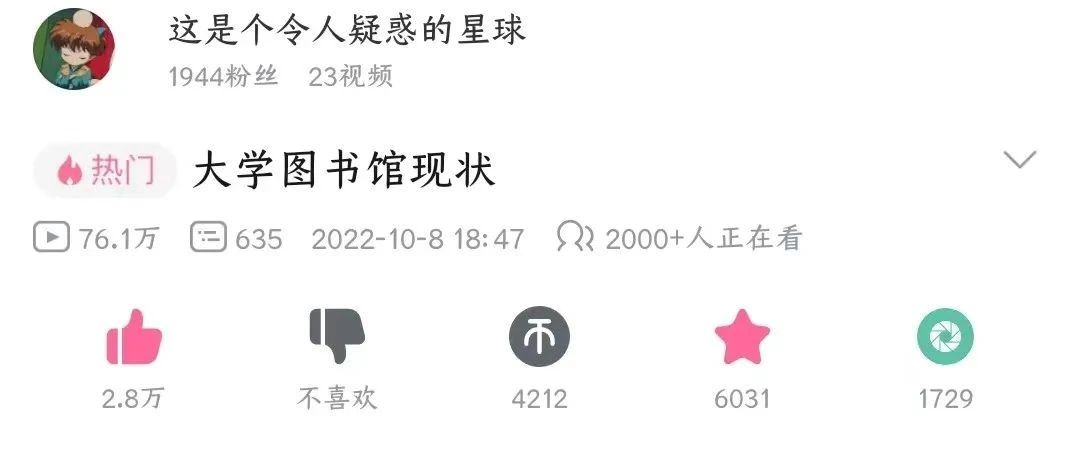 这是个令人疑惑的星球
1944粉丝 23视频
热门 大学图书馆现状
76.1万 635 2022-10-8 18:47 2000+人正在看
2.8万 不喜欢 4212 6031 1729